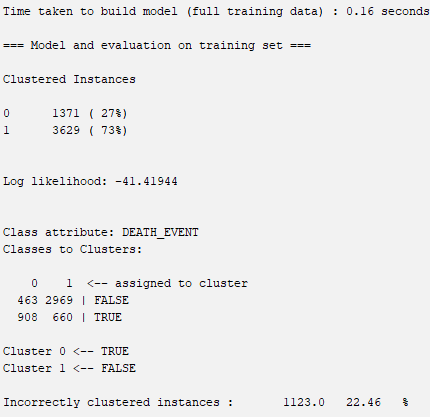 Time taken to build model (full training data) : 0.16 seconds
=== Model and evaluation on training set ===
Clustered Instances
0 1371 ( 27%)
1 3629 ( 73%)
Log likelihood: -41.41944
Class attribute: DEATH_EVENT
Classes to Clusters:
0 1 <-- assigned to cluster
463 2969 | FALSE
908 660 | TRUE
Cluster 0 <-- TRUE
Cluster 1 <-- FALSE
Incorrectly clustered instances : 1123.0 22.46 %